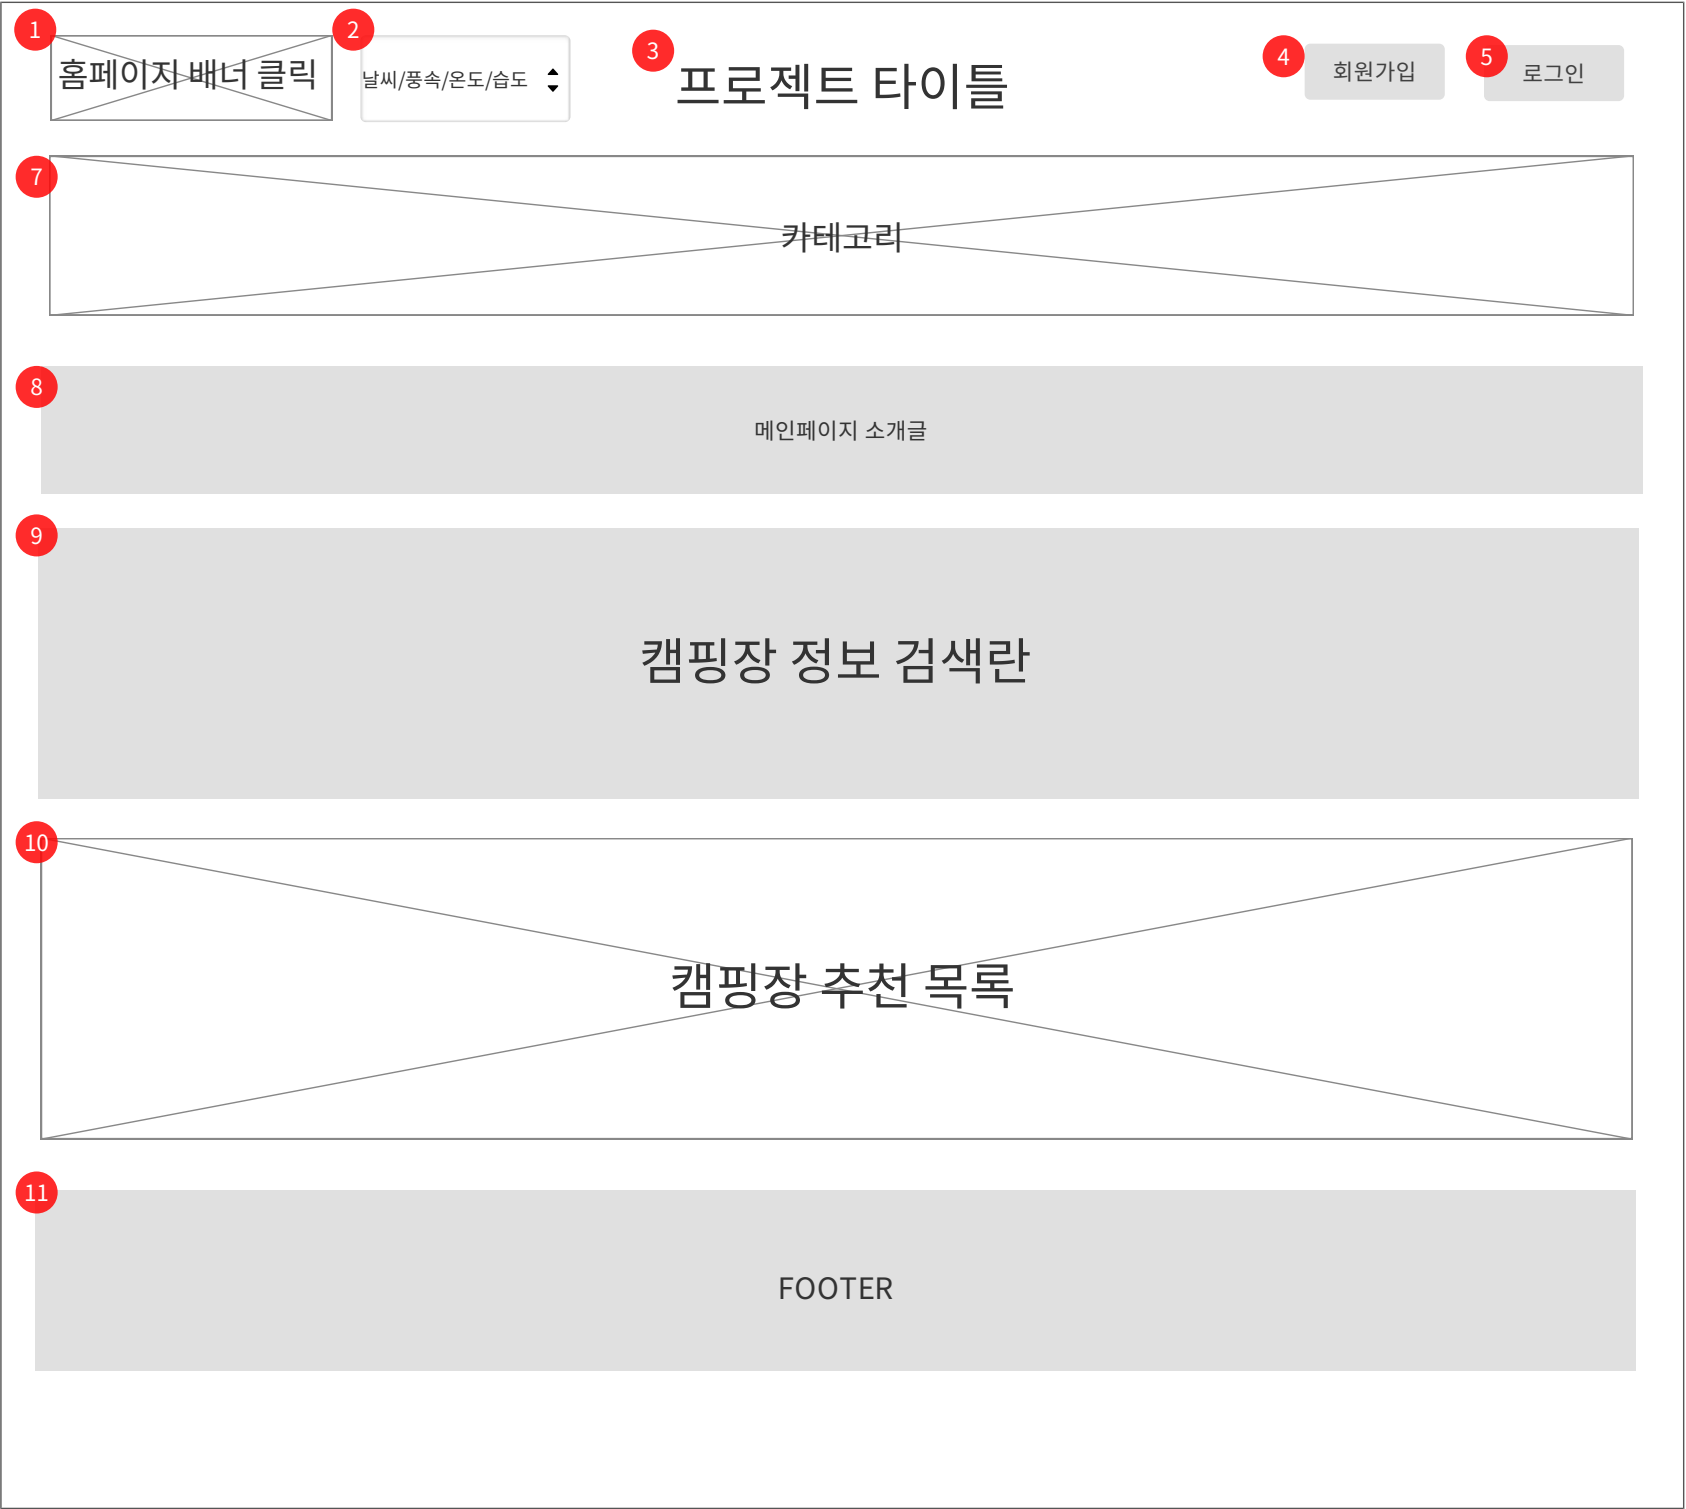 1
홈페이지 배너 클릭
2
날씨/풍속/온도/습도
3
프로젝트 타이틀
4
회원가입
5
로그인
7
카테고리
8
메인페이지 소개글
9
캠핑장 정보 검색란
10
캠핑장 추천 목록
11
FOOTER